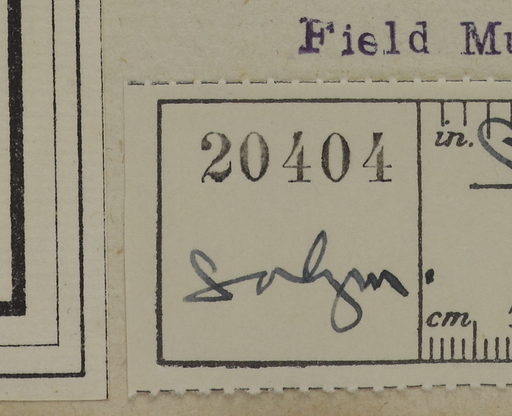 Field Mu
20404
in.
cm.